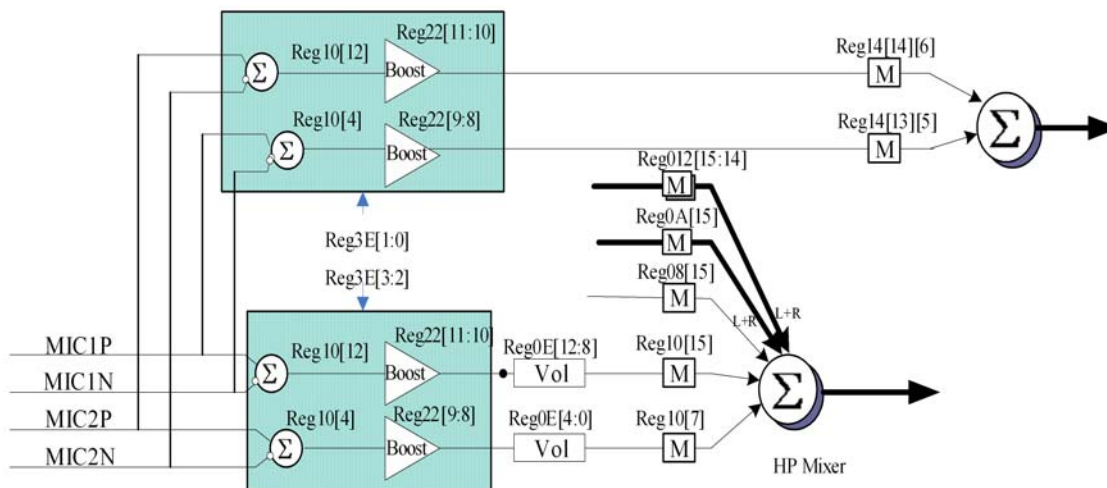 Reg22[11:10]
Reg10[12]
Σ
Boost
Reg14[14][6]
M
Reg10[4]
Reg22[9:8]
Σ
Boost
Reg14[13][5]
M
Σ
Reg012[15:14]
M
Reg0A[15]
M
Reg3E[1:0]
Reg3E[3:2]
Reg08[15]
M
L+R
L+R
MIC1P
MIC1N
MIC2P
MIC2N
Reg22[11:10]
Reg10[12]
Σ
Boost
Reg0E[12:8]
Vol
Reg10[15]
M
Reg10[4]
Reg22[9:8]
Σ
Boost
Reg0E[4:0]
Vol
Reg10[7]
M
Σ
HP Mixer